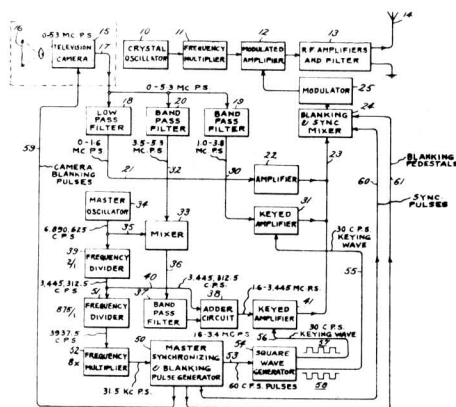 16
0-5.3 MC P.S.
15
TELEVISION CAMERA
17
10
CRYSTAL OSCILLATOR
11
FREQUENCY MULTIPLIER
12
MODULATED AMPLIFIER
13
R.F. AMPLIFIERS AND FILTER
14
25
MODULATOR
24
BLANKING & SYNC MIXER
0-5.3 MC P.S.
LOW PASS FILTER
18
BAND PASS FILTER
20
BAND PASS FILTER
19
0-1.6 MC P.S.
21
3.5-5.3 MC P.S.
32
1.0-3.8 MC P.S.
30
22
AMPLIFIER
23
59
CAMERA BLANKING PULSES
60
61
BLANKING PEDESTALS
SYNC PULSES
31
KEYED AMPLIFIER
30 C.P.S. KEYING WAVE
55
MASTER OSCILLATOR
34
6,890,625 C.P.S.
35
33
MIXER
36
39
2/1
FREQUENCY DIVIDER
3,445,312.5 C.P.S.
40
3,445,312.5 C.P.S.
37
BAND PASS FILTER
38
ADDER CIRCUIT
1.6-3.445 MC P.S.
KEYED AMPLIFIER
41
1.6-3.4 MC P.S.
51
875/1
FREQUENCY DIVIDER
3937.5 C.P.S.
52
8x
FREQUENCY MULTIPLIER
31.5 KC P.S.
50
MASTER SYNCHRONIZING & BLANKING PULSE GENERATOR
53
60 C.P.S. PULSES
54
SQUARE WAVE GENERATOR
56
30 C.P.S. KEYING WAVE
57
58